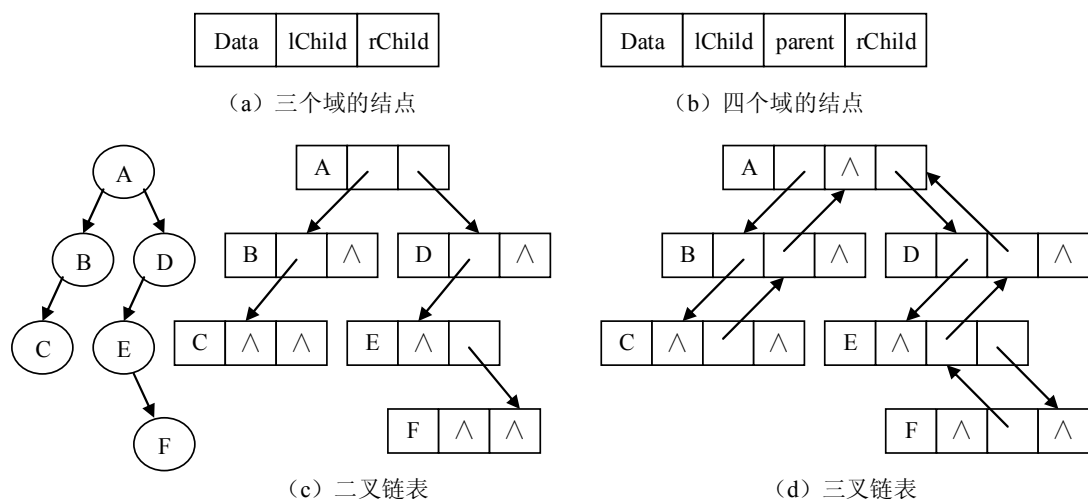 Data lChild rChild
Data lChild parent rChild
（a）三个域的结点
（b）四个域的结点
A
B D
C E
F
A
B ∧ D ∧
C ∧ ∧ E ∧
F ∧ ∧
（c）二叉链表
A ∧
B ∧ D ∧
C ∧ ∧ E ∧
F ∧ ∧
（d）三叉链表